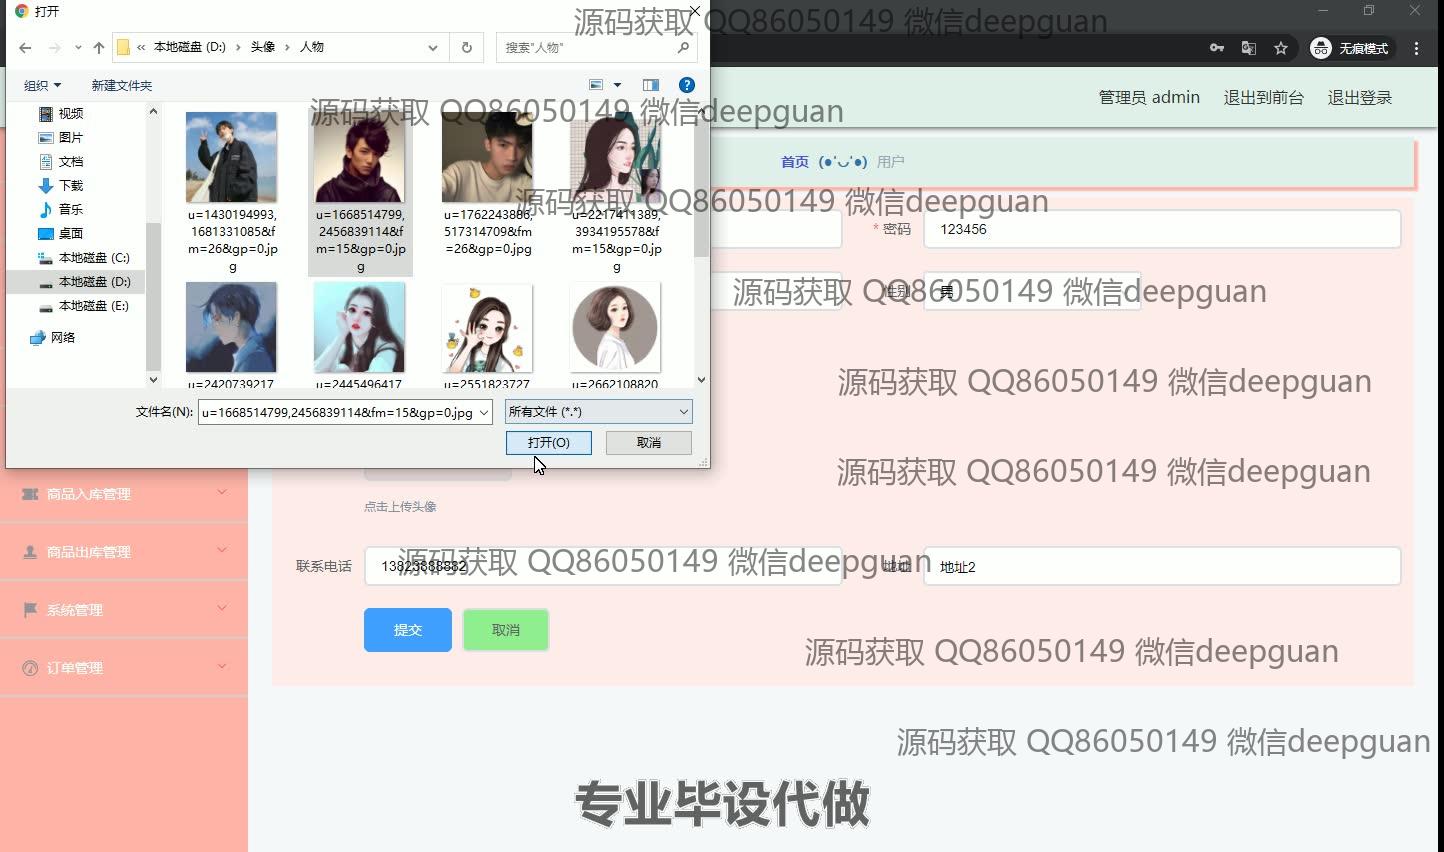 打开
源码获取 QQ86050149 微信deepguan
« 本地磁盘 (D:) › 头像 › 人物
搜索"人物"
无痕模式
组织
新建文件夹
管理员 admin
退出到前台
退出登录
视频
图片
文档
下载
音乐
桌面
本地磁盘 (C:)
本地磁盘 (D:)
本地磁盘 (E:)
网络
源码获取 QQ86050149 微信deepguan
首页 (●'◡'●) 用户
u=1430194993,
1681331085&f
m=26&gp=0.jp
g
u=1668514799,
2456839114&f
m=15&gp=0.jp
g
u=1762243886,
517314709&fm
=26&gp=0.jpg
u=2217411389,
3934195578&f
m=15&gp=0.jp
g
源码获取 QQ86050149 微信deepguan
* 密码
123456
源码获取 QQ86050149 微信deepguan
性别
男
u=2420739217
u=2445496417
u=2551823727
u=2662108820
源码获取 QQ86050149 微信deepguan
文件名(N):
u=1668514799,2456839114&fm=15&gp=0.jpg
所有文件 (*.*)
打开(O)
取消
源码获取 QQ86050149 微信deepguan
商品入库管理
点击上传头像
商品出库管理
源码获取 QQ86050149 微信deepguan
联系电话
13823888882
地址
地址2
系统管理
提交
取消
源码获取 QQ86050149 微信deepguan
订单管理
源码获取 QQ86050149 微信deepguan
专业毕设代做